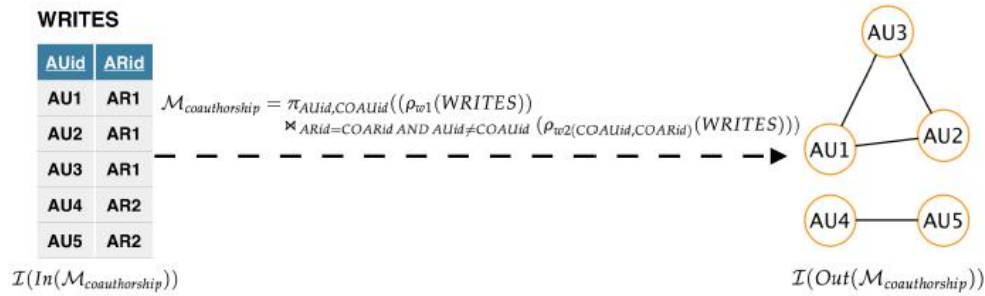 WRITES
AUid ARid
AU1 AR1
AU2 AR1
AU3 AR1
AU4 AR2
AU5 AR2
ℐ(In(ℳcoauthorship))
ℳcoauthorship = πAUid,COAUid((ρw1(WRITES))
⋈ARid=COARid AND AUid≠COAUid (ρw2(COAUid,COARid)(WRITES)))
AU3
AU1 AU2
AU4 AU5
ℐ(Out(ℳcoauthorship))